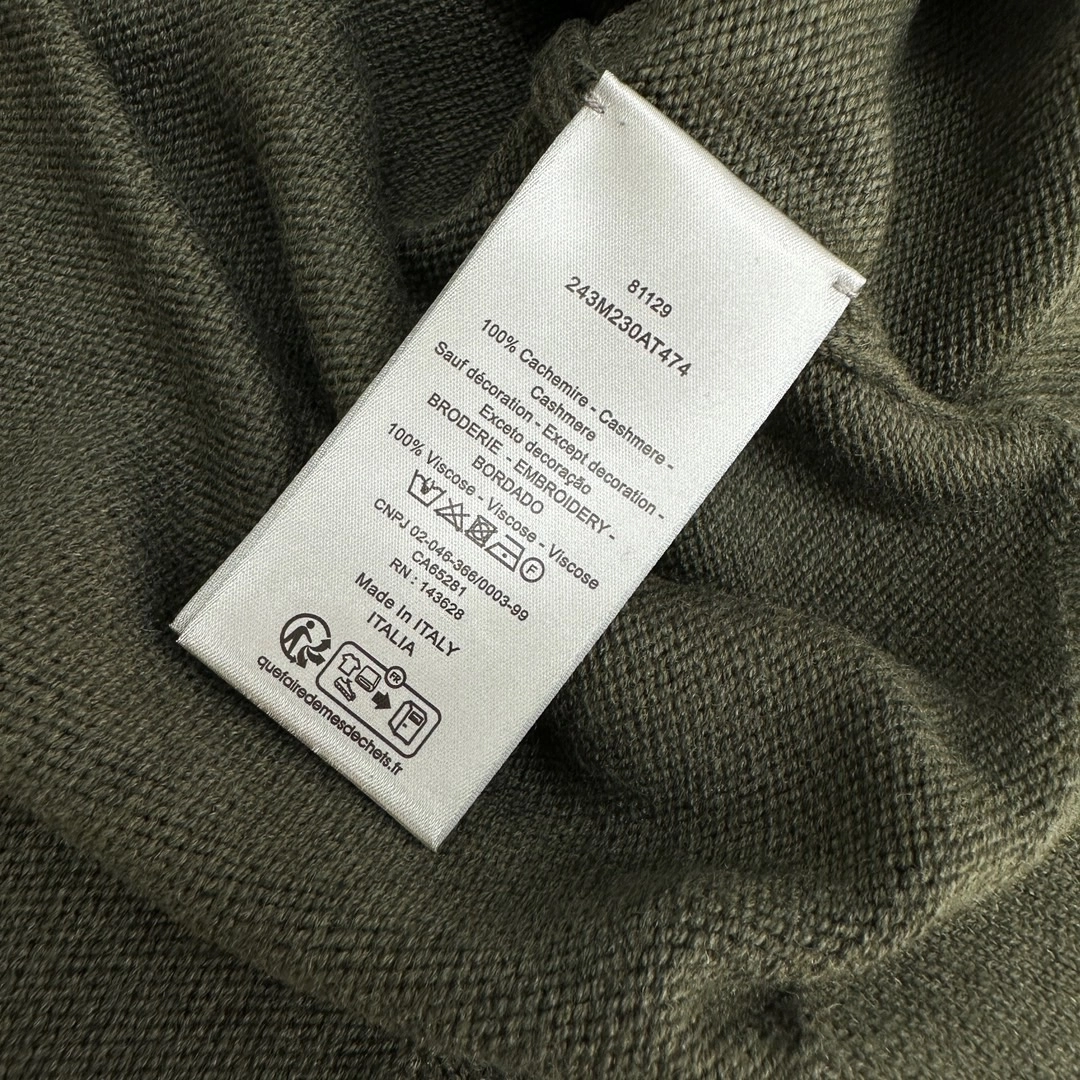 81129
243M230AT474
100% Cachemire - Cashmere -
Cashmere
Sauf décoration - Except decoration -
Exceto decoração
BRODERIE - EMBROIDERY -
BORDADO
100% Viscose - Viscose - Viscose
F
CNPJ 02-046-366/0003-99
CA65281
RN : 143628
Made In ITALY
ITALIA
FR
quefairedemesdechets.fr